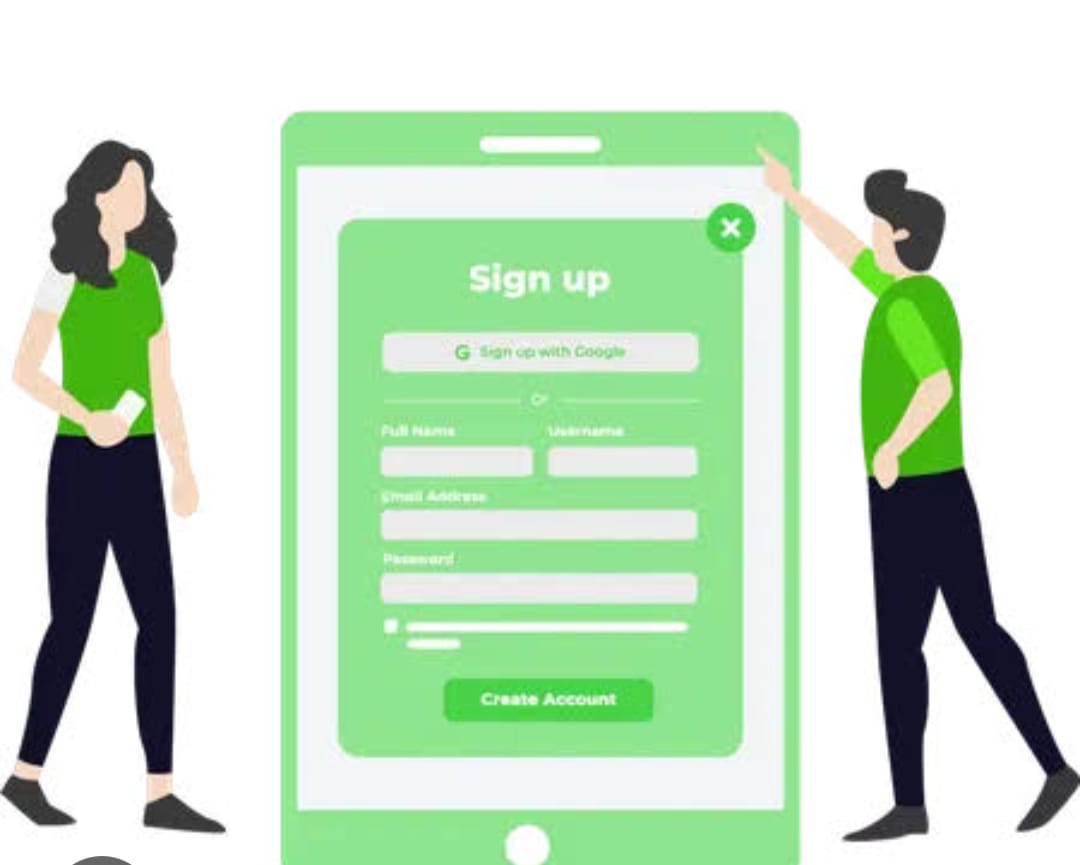 Sign up
G Sign up with Google
Or
Full Name Username
Email Address
Password
Create Account